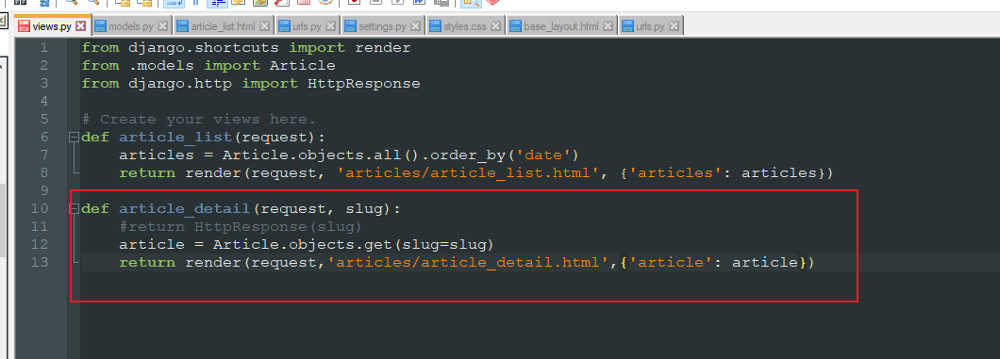 views.py models.py article_list.html urls.py settings.py styles.css base_layout.html urls.py
1 from django.shortcuts import render
2 from .models import Article
3 from django.http import HttpResponse
4
5 # Create your views here.
6 def article_list(request):
7 articles = Article.objects.all().order_by('date')
8 return render(request, 'articles/article_list.html', {'articles': articles})
9
10 def article_detail(request, slug):
11 #return HttpResponse(slug)
12 article = Article.objects.get(slug=slug)
13 return render(request,'articles/article_detail.html',{'article': article})